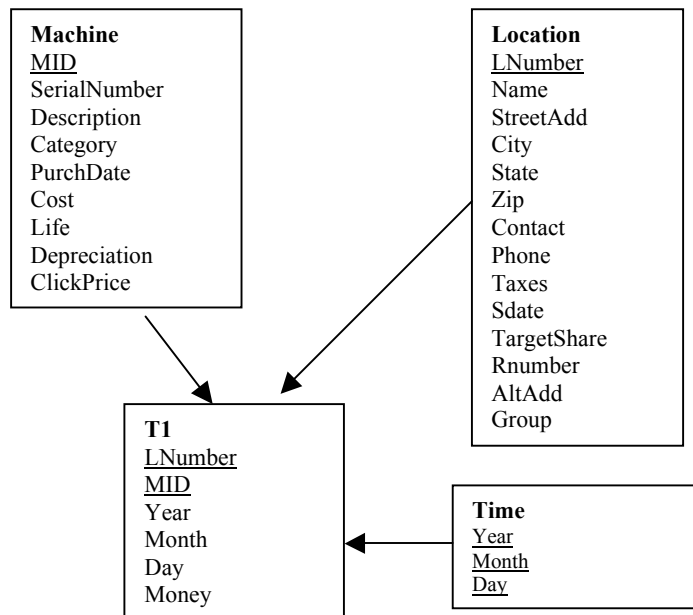 Machine
MID
SerialNumber
Description
Category
PurchDate
Cost
Life
Depreciation
ClickPrice
Location
LNumber
Name
StreetAdd
City
State
Zip
Contact
Phone
Taxes
Sdate
TargetShare
Rnumber
AltAdd
Group
T1
LNumber
MID
Year
Month
Day
Money
Time
Year
Month
Day